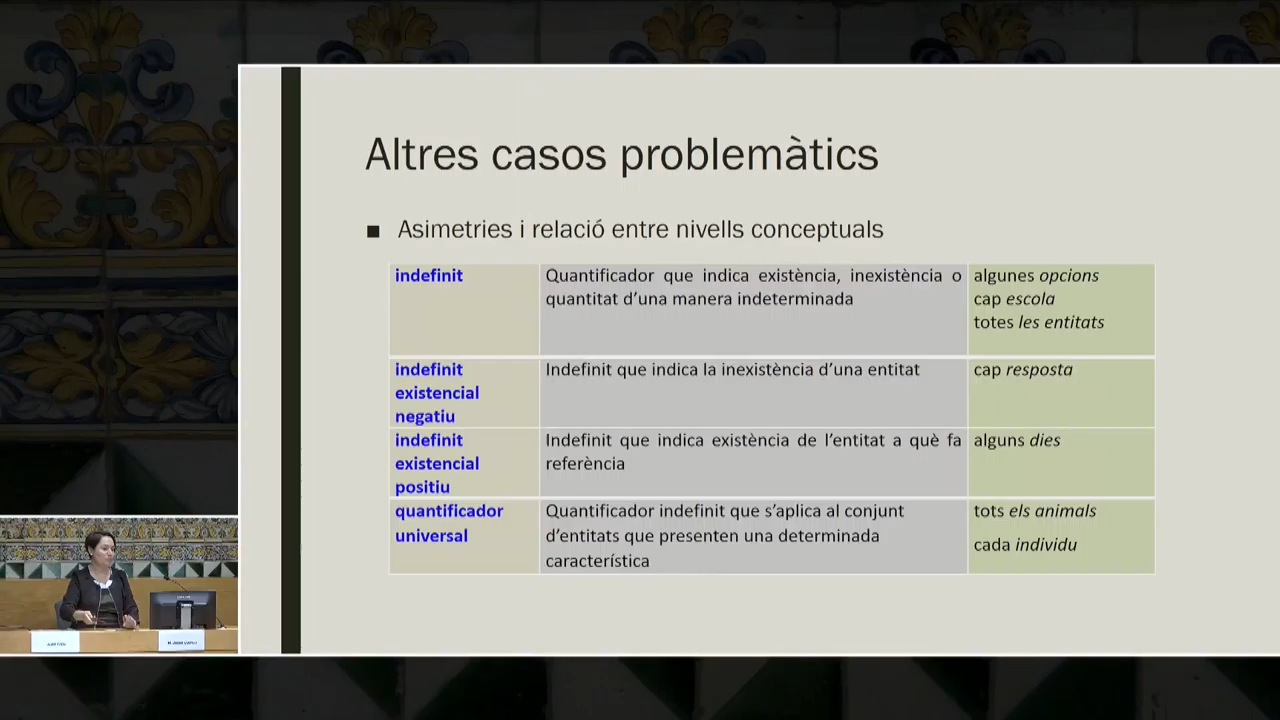 Altres casos problemàtics
■ Asimetries i relació entre nivells conceptuals
indefinit
Quantificador que indica existència, inexistència o
quantitat d'una manera indeterminada
algunes opcions
cap escola
totes les entitats
indefinit
existencial
negatiu
Indefinit que indica la inexistència d'una entitat
cap resposta
indefinit
existencial
positiu
Indefinit que indica existència de l'entitat a què fa
referència
alguns dies
quantificador
universal
Quantificador indefinit que s'aplica al conjunt
d'entitats que presenten una determinada
característica
tots els animals
cada individu